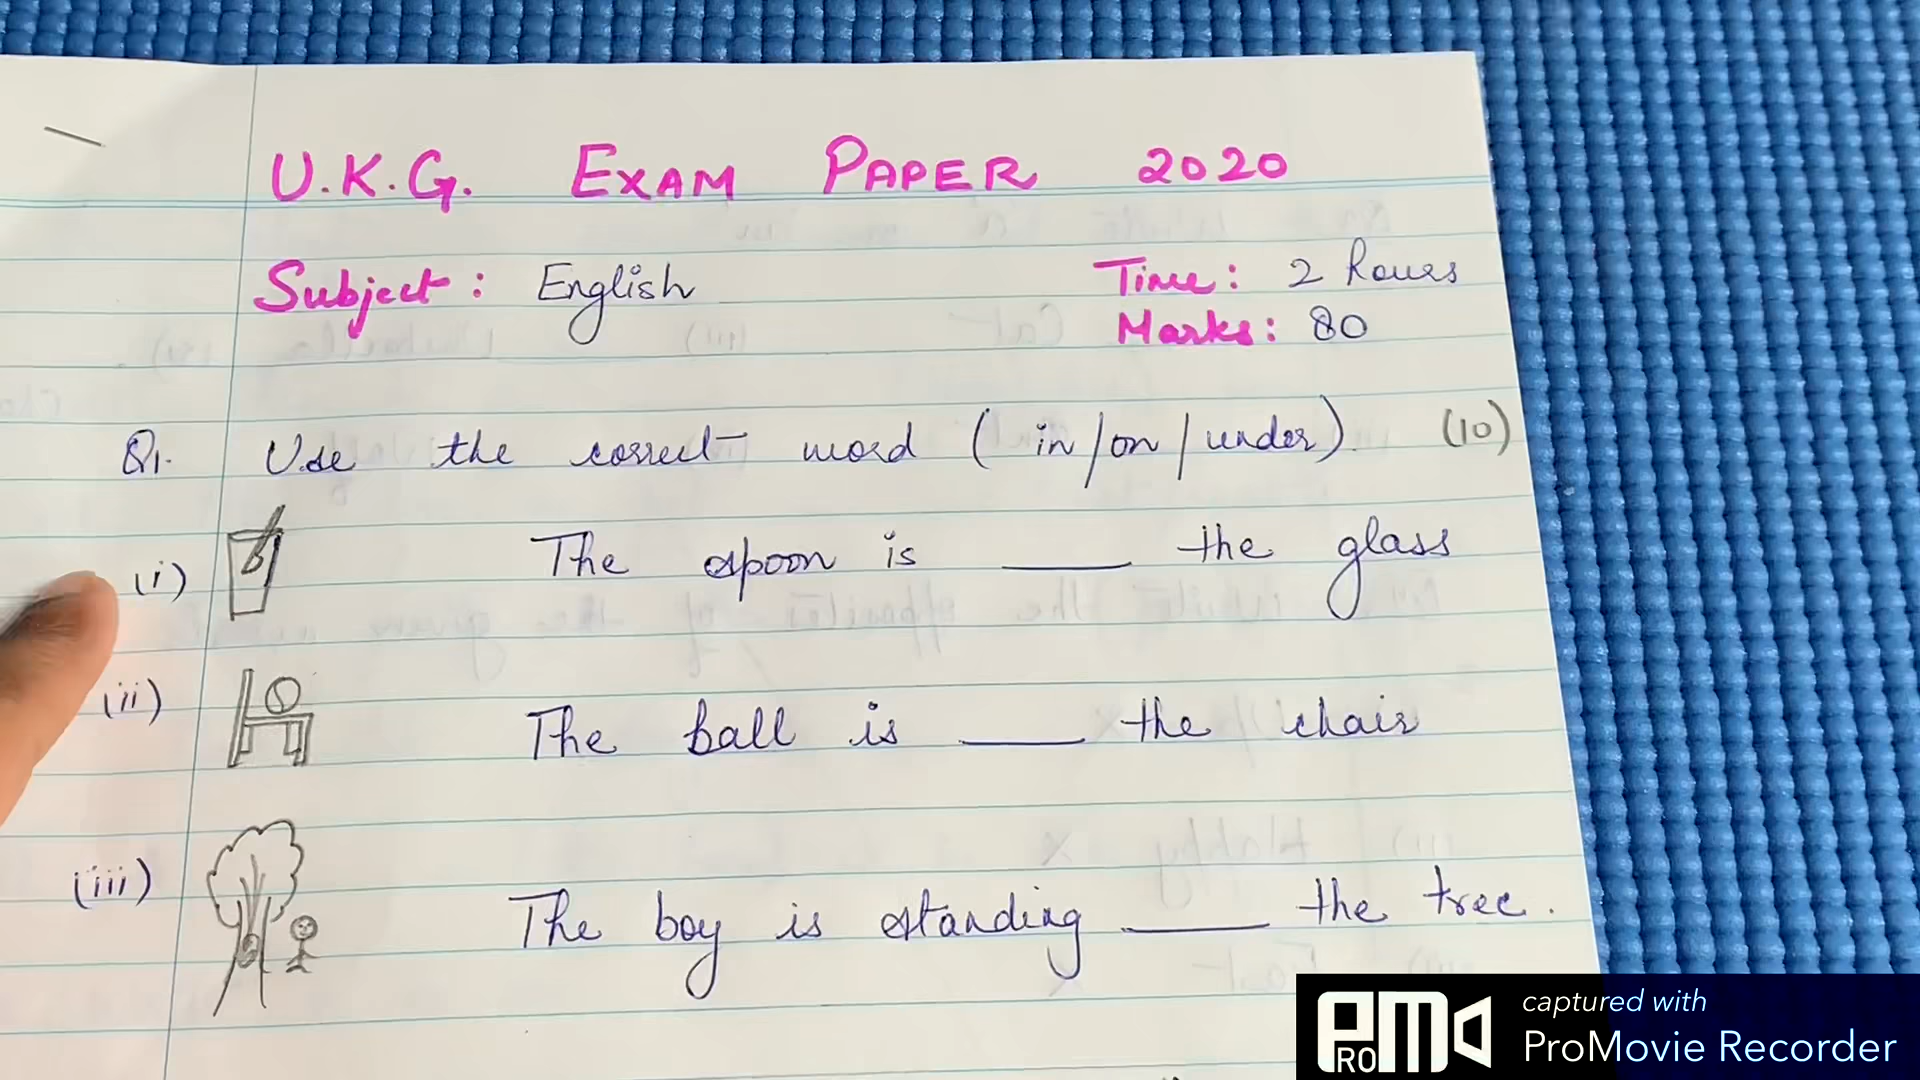 U.K.G. EXAM PAPER 2020
Subject: English
Time: 2 hours
Marks: 80
Q1. Use the correct word (in/on/under). (10)
(i) The spoon is ____ the glass
(ii) The ball is ____ the chair
(iii) The boy is standing ____ the tree.
PRO M captured with
ProMovie Recorder